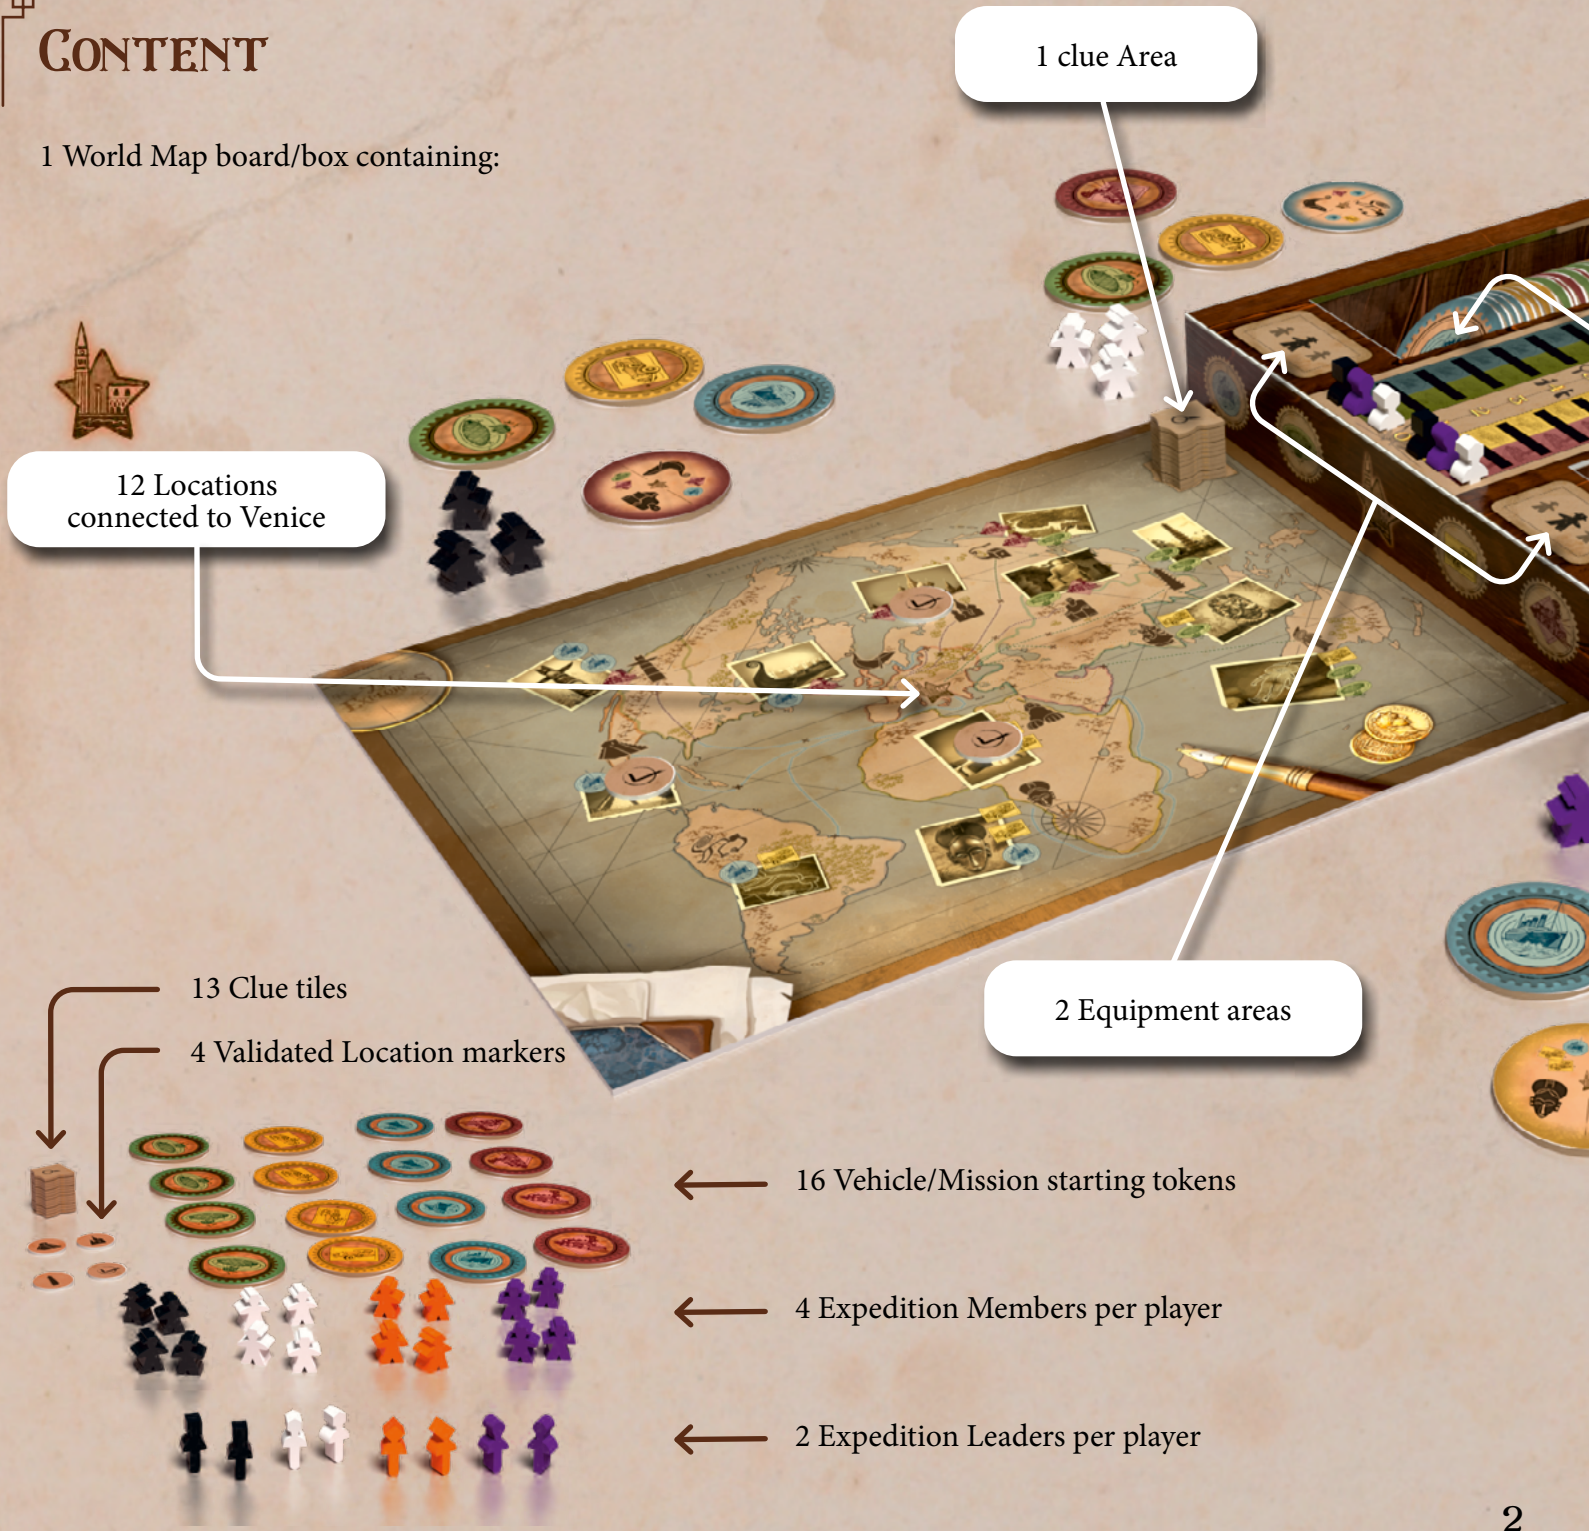 CONTENT
1 clue Area
1 World Map board/box containing:
12 Locations
connected to Venice
2 Equipment areas
13 Clue tiles
4 Validated Location markers
16 Vehicle/Mission starting tokens
4 Expedition Members per player
2 Expedition Leaders per player
2